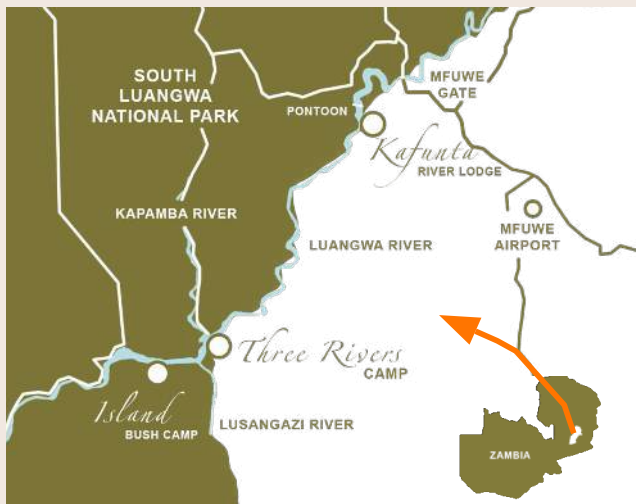 SOUTH
LUANGWA
NATIONAL PARK
MFUWE
GATE
PONTOON
Kafunta
RIVER LODGE
KAPAMBA RIVER
MFUWE
AIRPORT
LUANGWA RIVER
Three Rivers
CAMP
Island
BUSH CAMP
LUSANGAZI RIVER
ZAMBIA